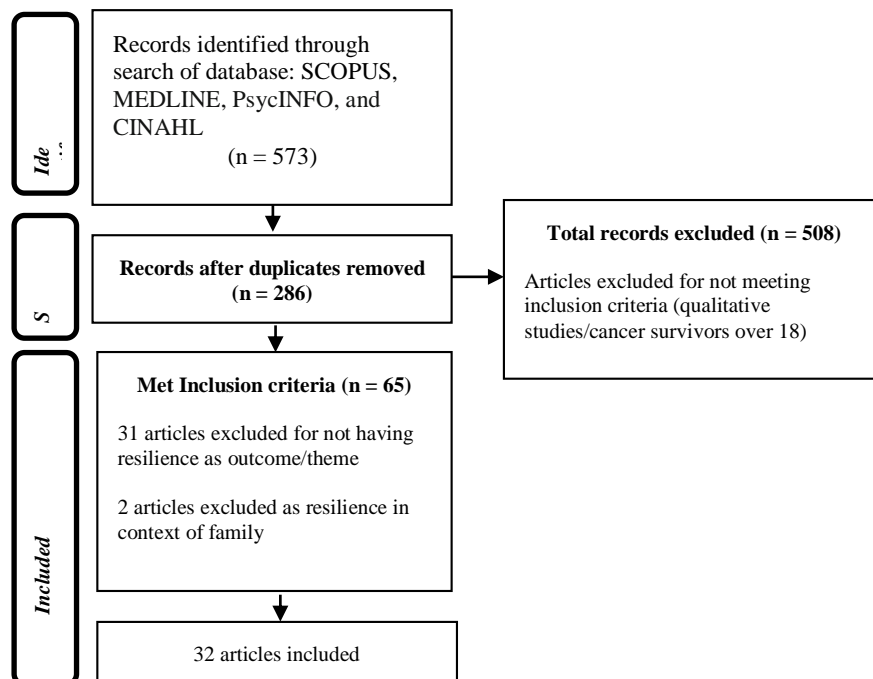 Records identified through
search of database: SCOPUS,
MEDLINE, PsycINFO, and
CINAHL
(n = 573)
Ide
Total records excluded (n = 508)
Articles excluded for not meeting
inclusion criteria (qualitative
studies/cancer survivors over 18)
Records after duplicates removed
(n = 286)
S
Met Inclusion criteria (n = 65)
31 articles excluded for not having
resilience as outcome/theme
2 articles excluded as resilience in
context of family
Included
32 articles included